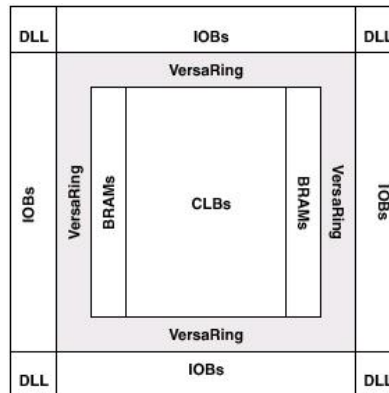 DLL IOBs DLL
VersaRing
IOBs VersaRing BRAMs CLBs BRAMs VersaRing IOBs
VersaRing
DLL IOBs DLL